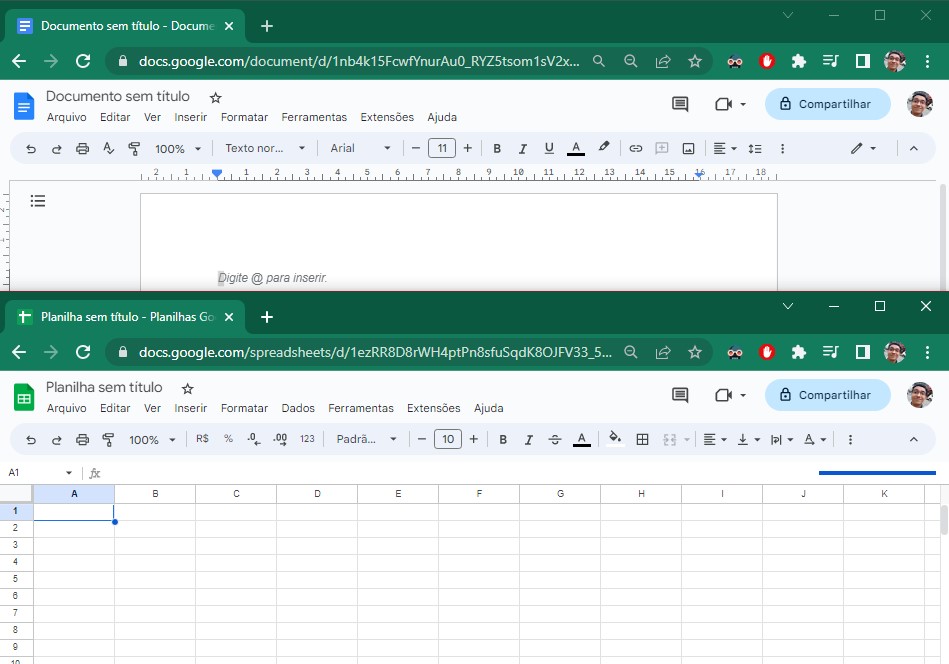 Documento sem título - Docume
docs.google.com/document/d/1nb4k15FcwfYnurAu0_RYZ5tsom1sV2x...
Documento sem título
Arquivo Editar Ver Inserir Formatar Ferramentas Extensões Ajuda
Compartilhar
100% Texto nor... Arial 11 B I U A
2 1 1 2 3 4 5 6 7 8 9 10 11 12 13 14 15 16 17 18
Digite @ para inserir.
Planilha sem título - Planilhas Go
docs.google.com/spreadsheets/d/1ezRR8D8rWH4ptPn8sfuSqdK8OJFV33_5...
Planilha sem título
Arquivo Editar Ver Inserir Formatar Dados Ferramentas Extensões Ajuda
Compartilhar
100% R$ % .0 .00 123 Padrã... 10 B I A
A1 fx
A B C D E F G H I J K
1
2
3
4
5
6
7
8
9
10